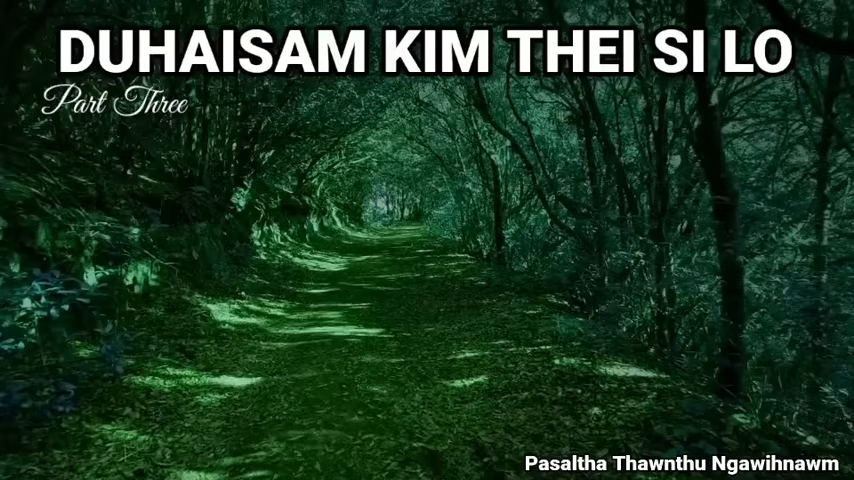 DUHAISAM KIM THEI SI LO
Part Three
Pasaltha Thawnthu Ngawihnawm